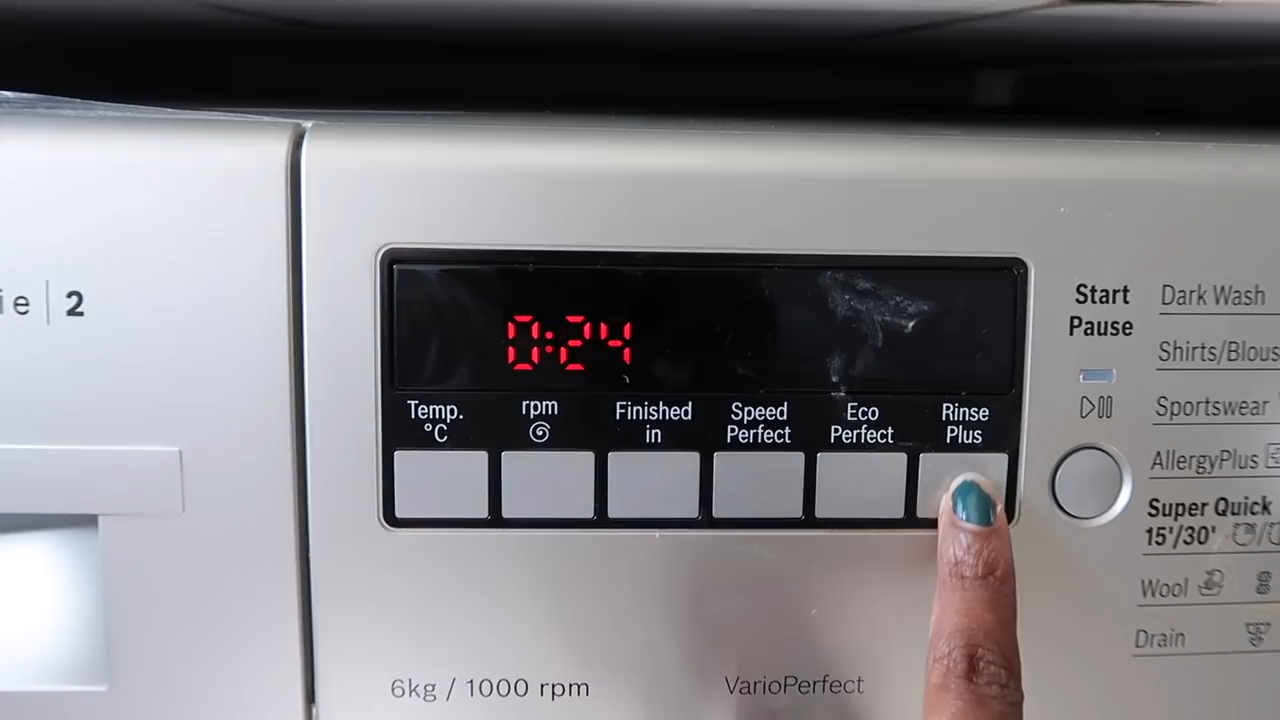 ie | 2
0:24
Temp.
°C
rpm
Finished
in
Speed
Perfect
Eco
Perfect
Rinse
Plus
Start
Pause
Dark Wash
Shirts/Blous
Sportswear
AllergyPlus
Super Quick
15'/30'
Wool
Drain
6kg / 1000 rpm
VarioPerfect